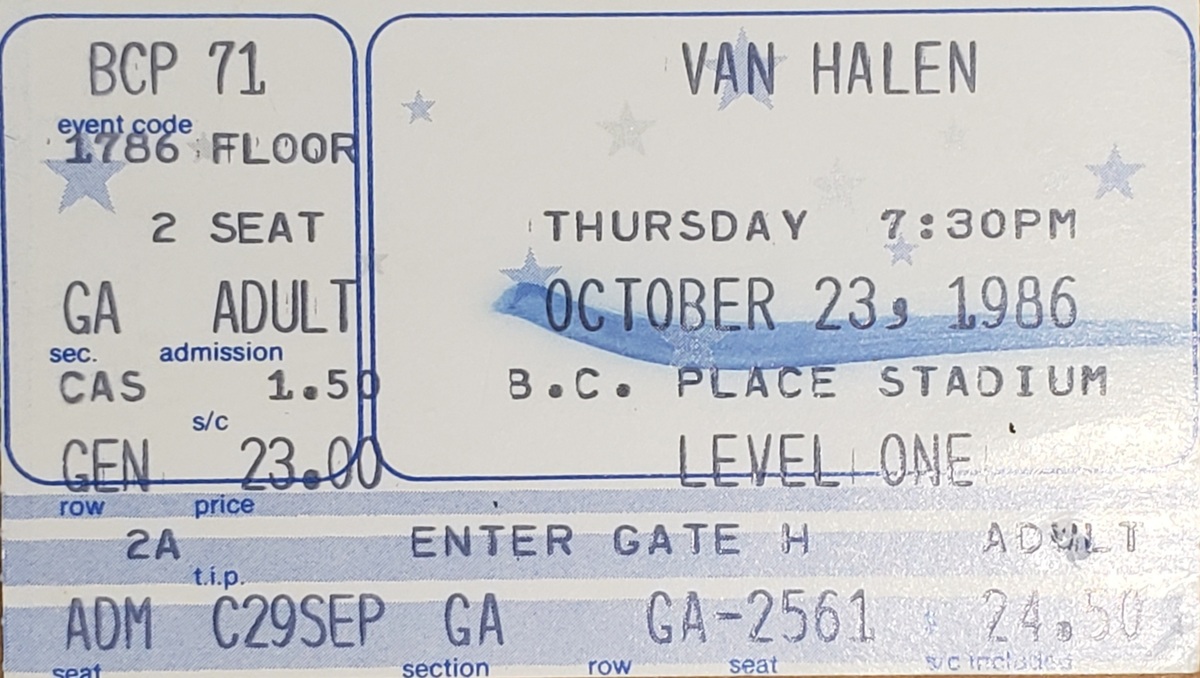 BCP 71
event code
1786 FLOOR
2 SEAT
GA ADULT
sec. admission
CAS 1.50
s/c
GEN 23.00
row price
2A
t.i.p.
ADM C29SEP
seat
VAN HALEN
THURSDAY 7:30PM
OCTOBER 23, 1986
B.C. PLACE STADIUM
LEVEL ONE
ENTER GATE H ADULT
GA GA-2561 24.50
section row seat s/c included